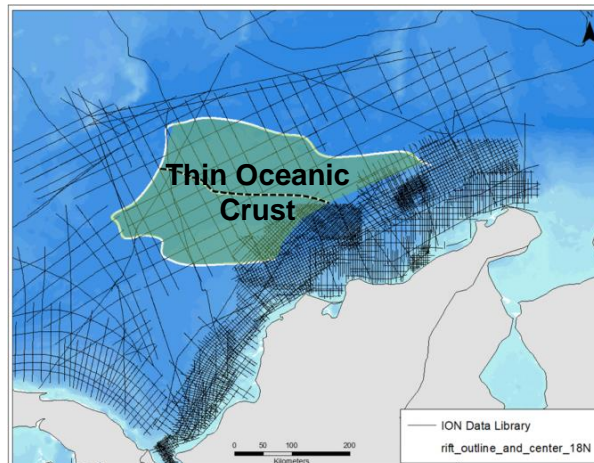 Thin Oceanic
Crust
ION Data Library
rift_outline_and_center_18N
0 50 100 200
Kilometers